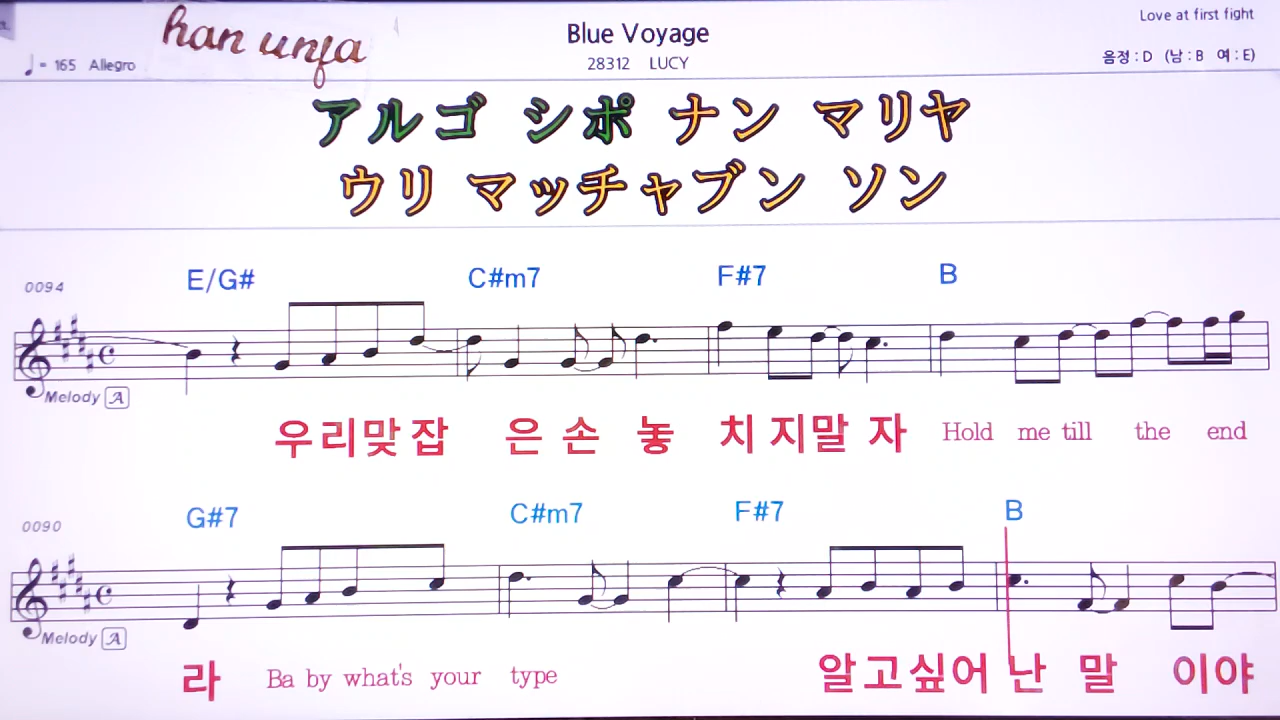 han unfa
Blue Voyage
Love at first fight
♩= 165 Allegro
28312 LUCY
음정 : D (남 : B 여 : E)
アルゴ シポ ナン マリヤ
ウリ マッチャブン ソン
0094
E/G# C#m7 F#7 B
Melody A
우리맞잡 은 손 놓 치 지말 자 Hold me till the end
0090
G#7 C#m7 F#7 B
Melody A
라 Ba by what's your type 알고싶어 난 말 이야